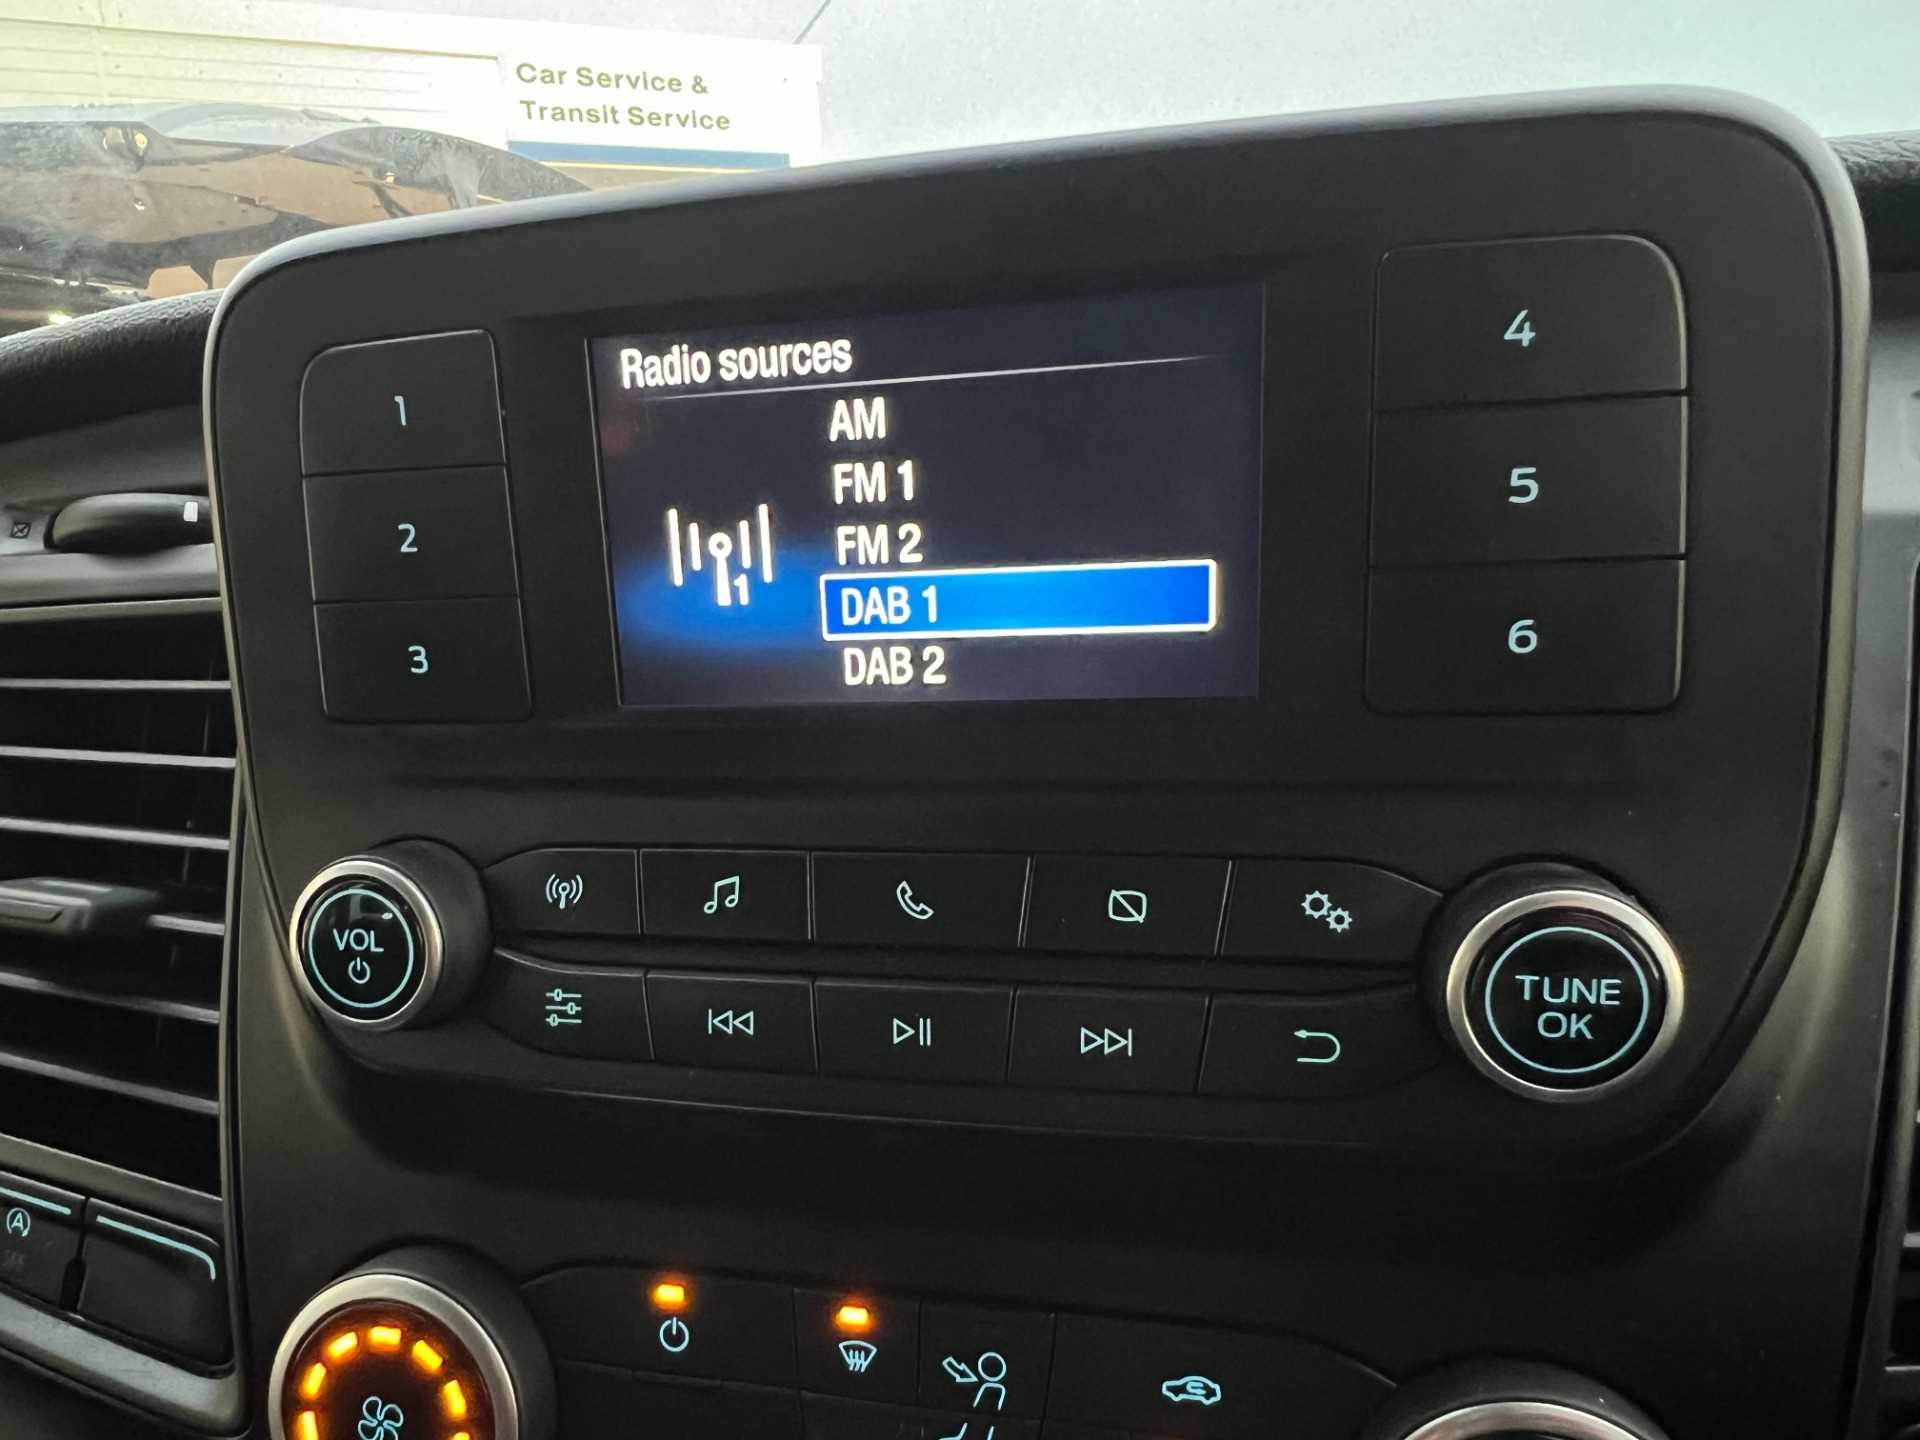 Car Service &
Transit Service
Radio sources
AM
FM 1
FM 2
DAB 1
DAB 2
1
1
2
3
4
5
6
VOL
TUNE
OK
A